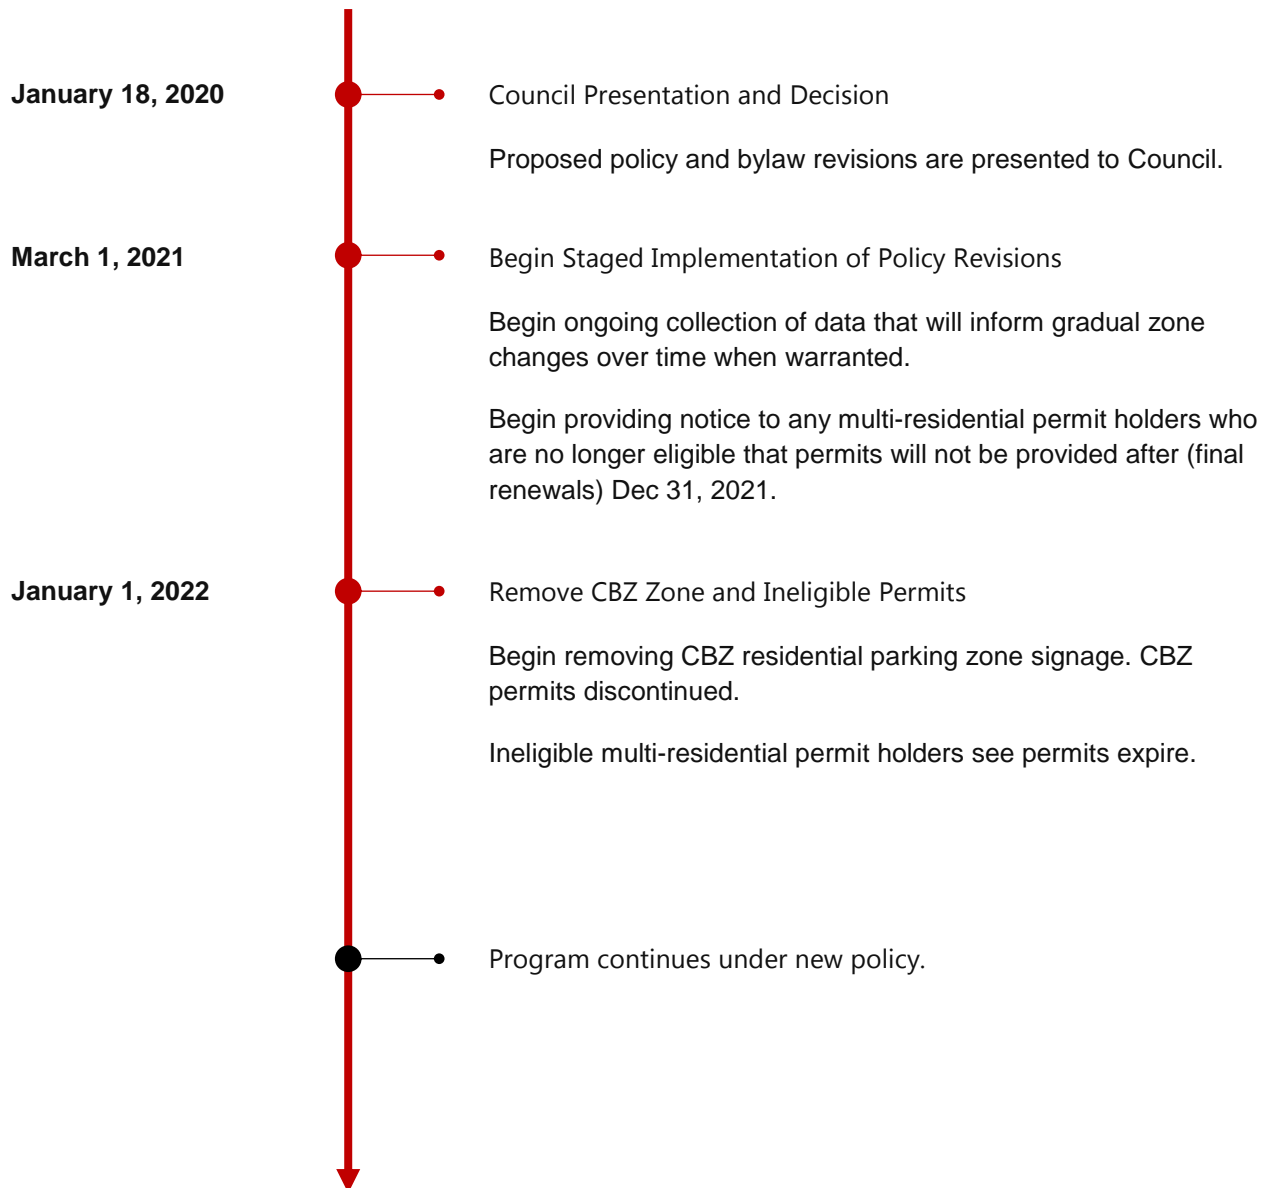 January 18, 2020
Council Presentation and Decision
Proposed policy and bylaw revisions are presented to Council.
March 1, 2021
Begin Staged Implementation of Policy Revisions
Begin ongoing collection of data that will inform gradual zone
changes over time when warranted.
Begin providing notice to any multi-residential permit holders who
are no longer eligible that permits will not be provided after (final
renewals) Dec 31, 2021.
January 1, 2022
Remove CBZ Zone and Ineligible Permits
Begin removing CBZ residential parking zone signage. CBZ
permits discontinued.
Ineligible multi-residential permit holders see permits expire.
Program continues under new policy.